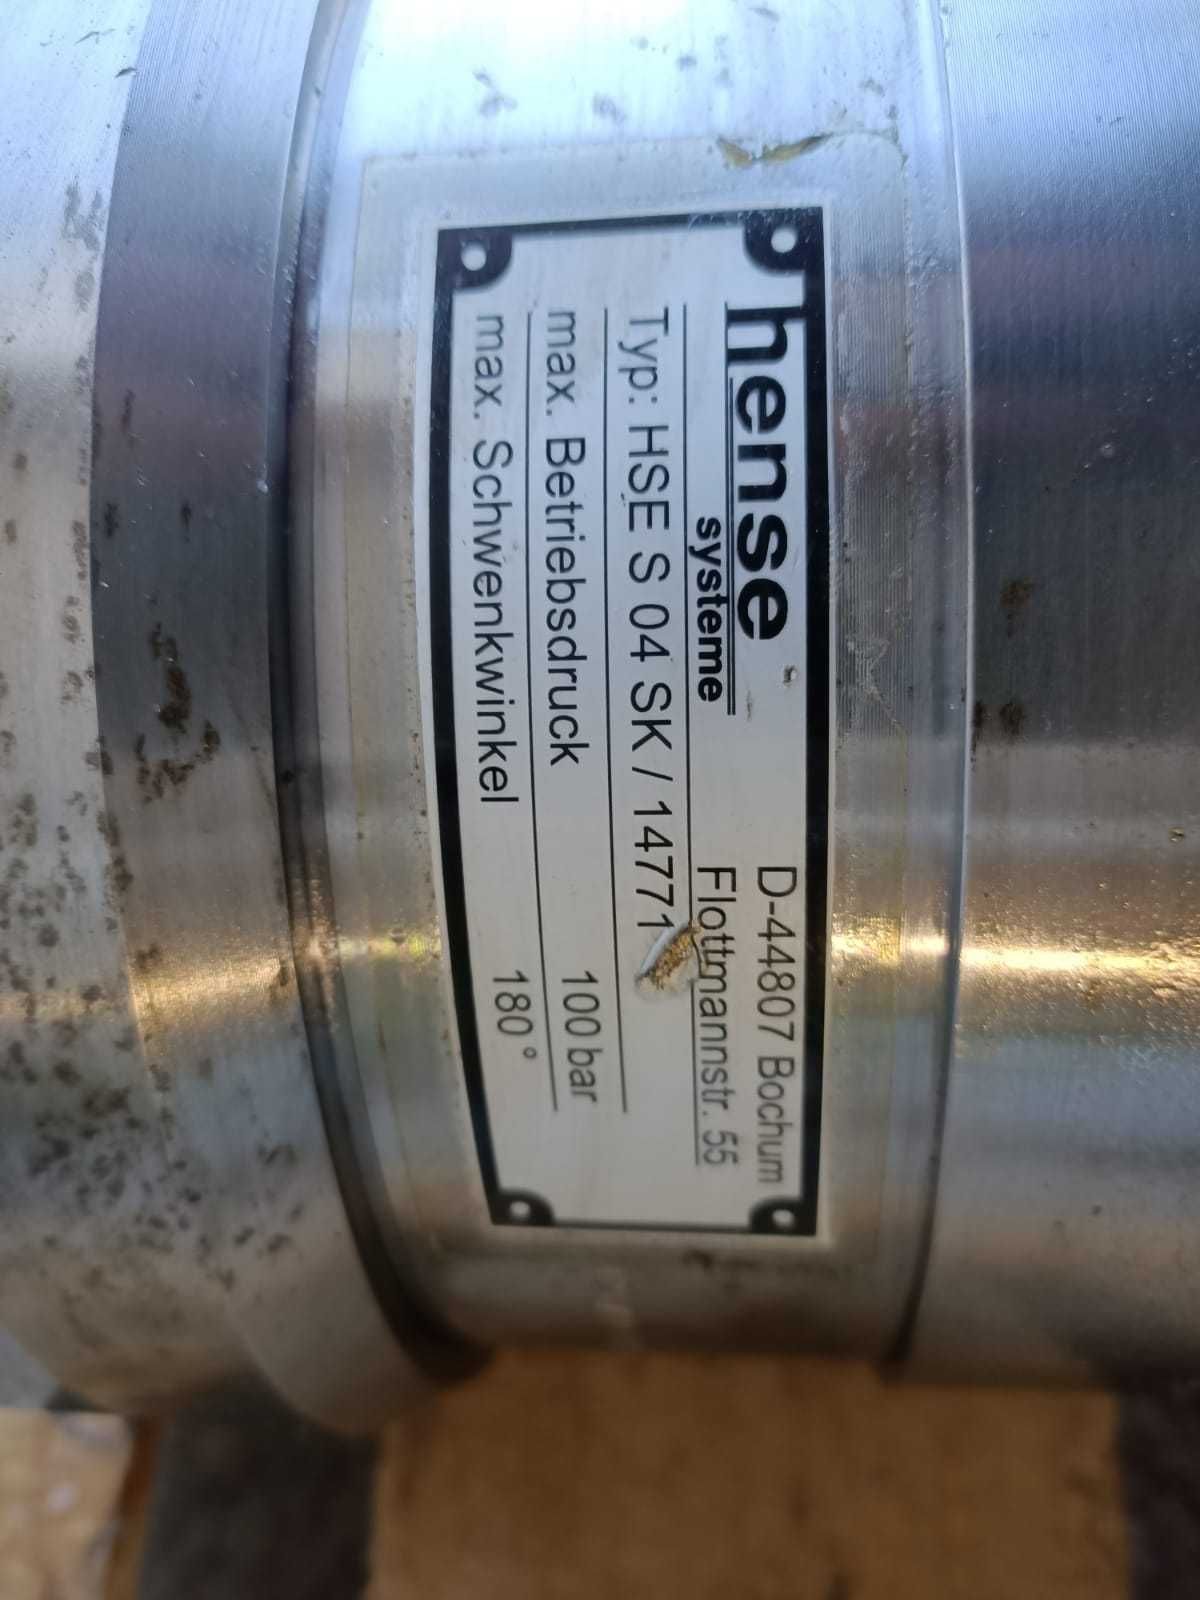 hense
systeme
D-44807 Bochum
Flottmannstr. 55
Typ: HSE S 04 SK / 14771
max. Betriebsdruck 100 bar
max. Schwenkwinkel 180°